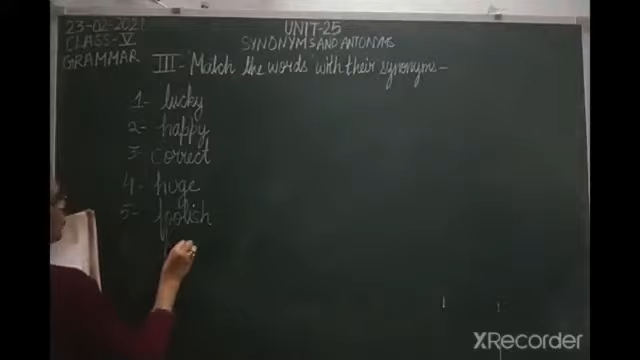 23-02-2021
CLASS-V
GRAMMAR
UNIT-25
SYNONYMS AND ANTONYMS
III- Match the words with their synonyms-
1- lucky
2- happy
3- correct
4- huge
5- foolish
XRecorder